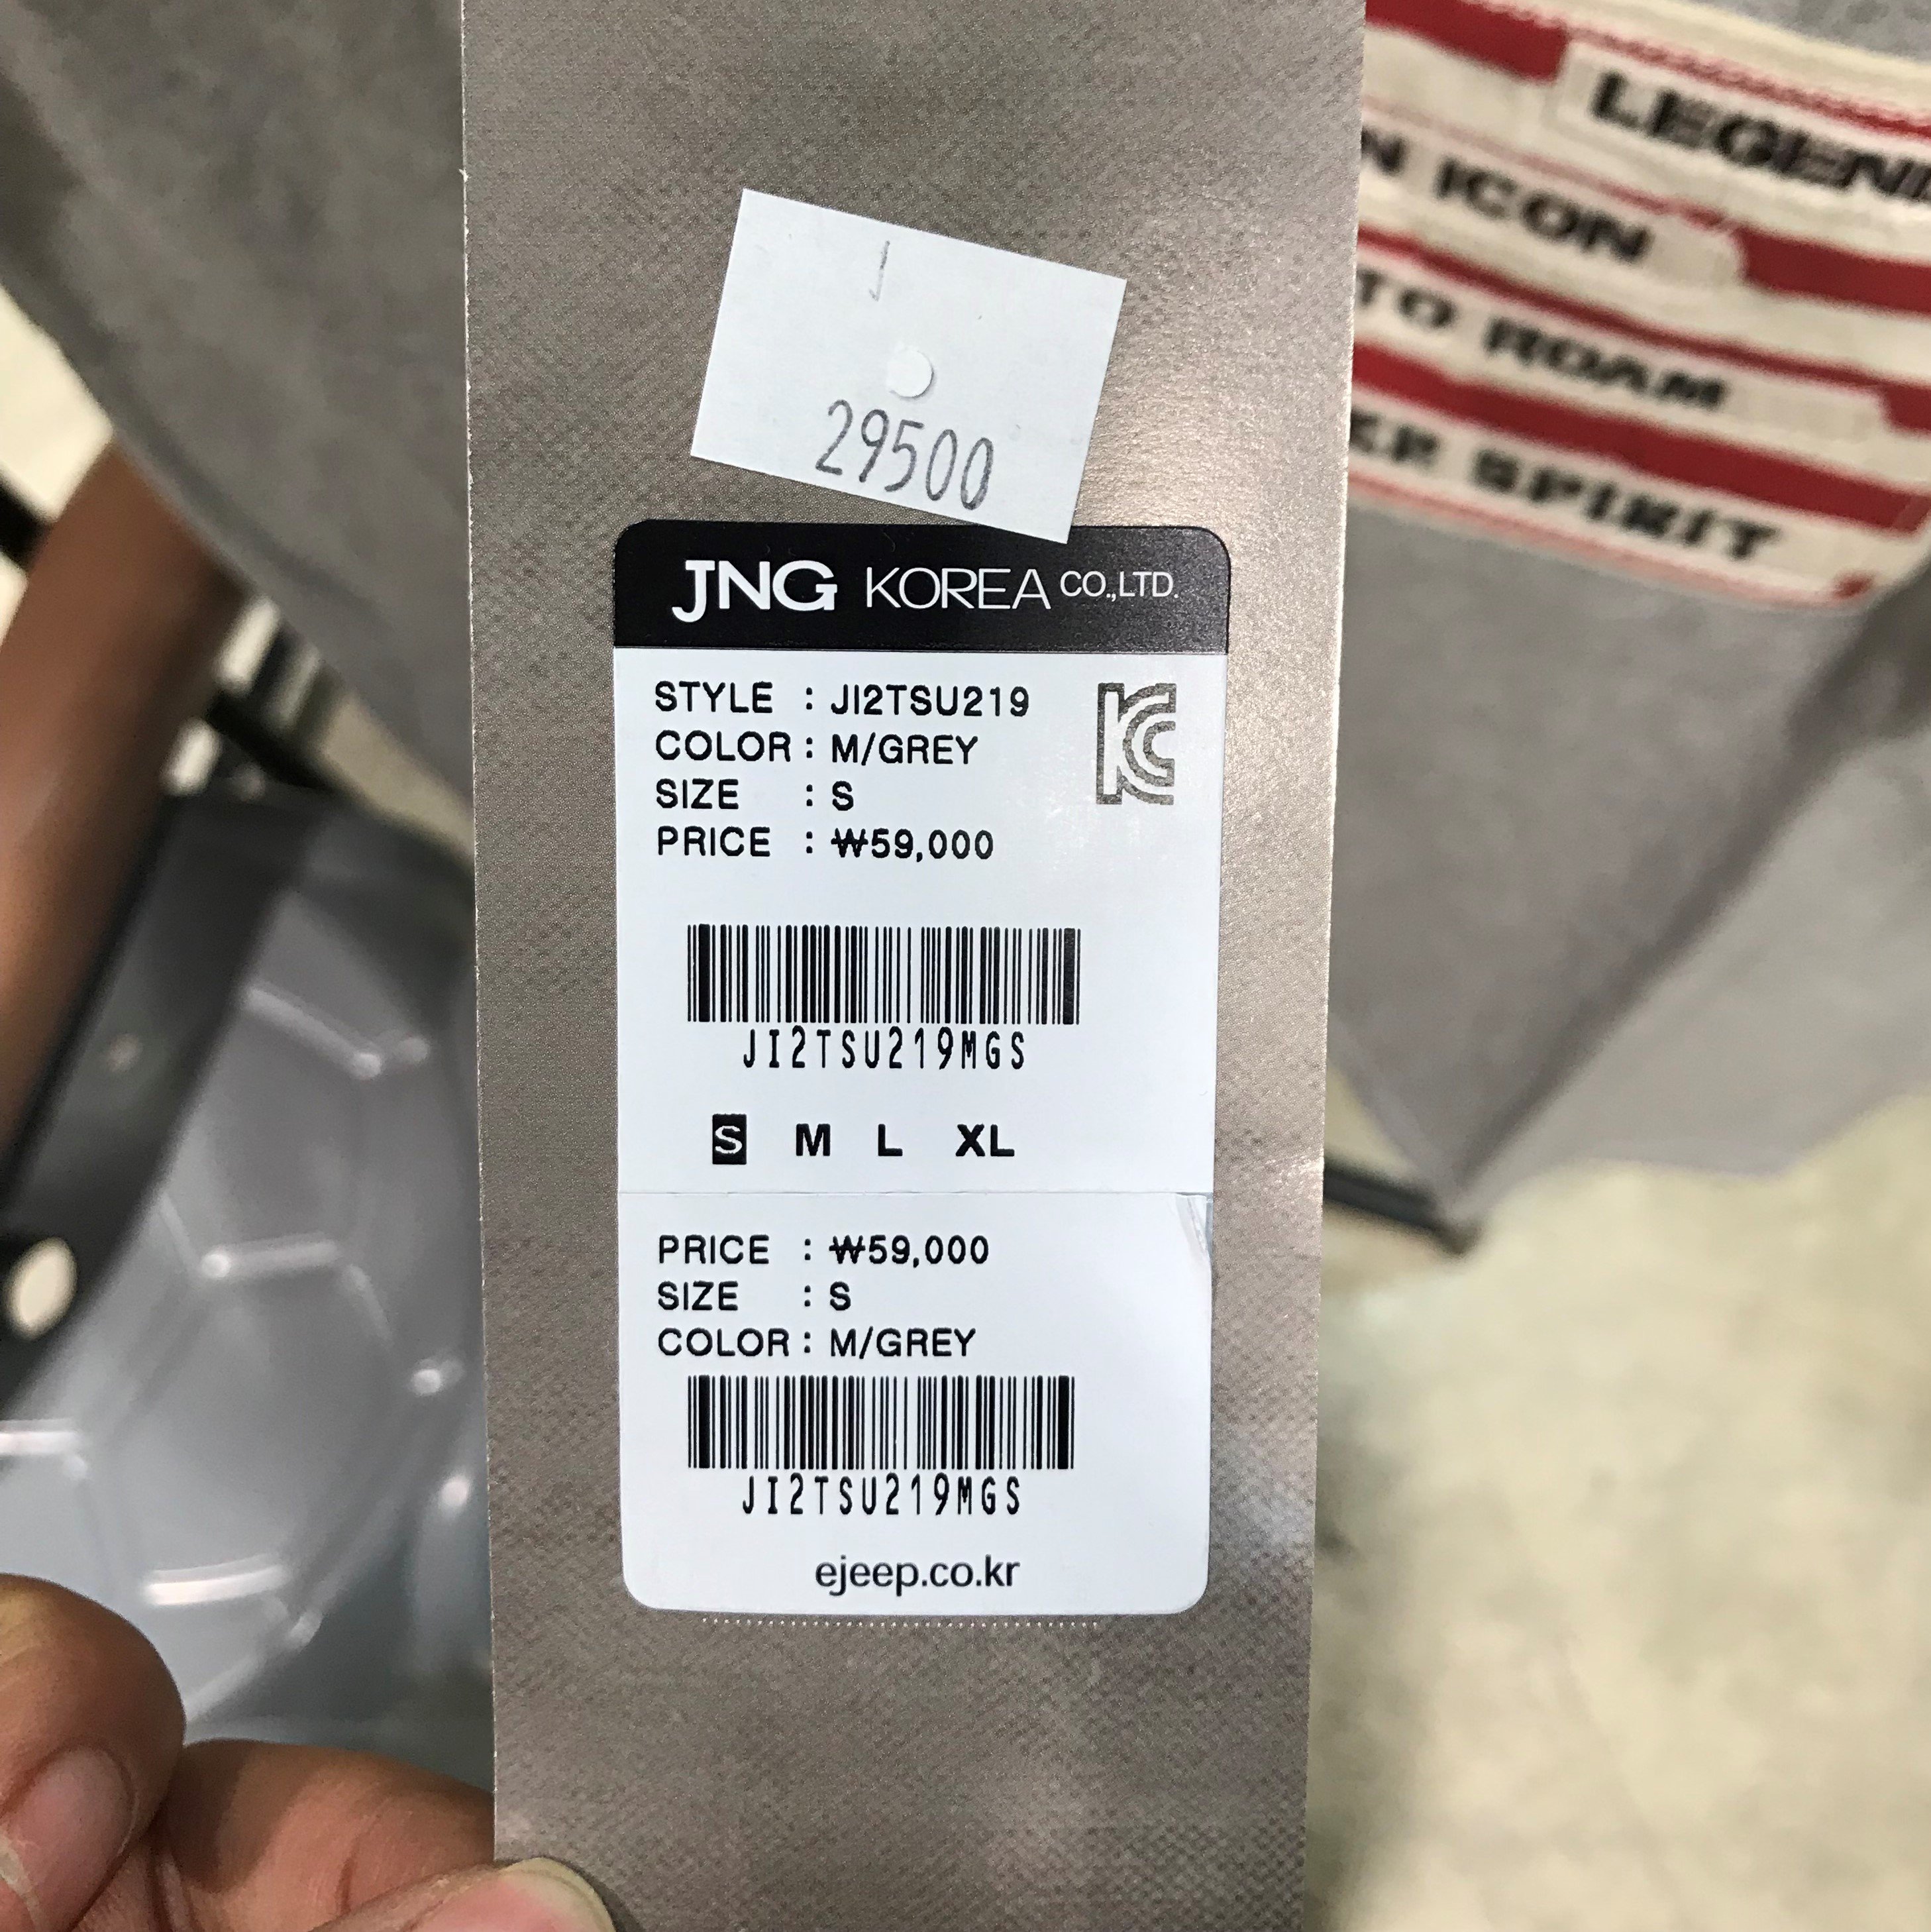 29500
JNG KOREA CO.,LTD.
STYLE : JI2TSU219
COLOR : M/GREY
SIZE : S
PRICE : ₩59,000
JI2TSU219MGS
S M L XL
PRICE : ₩59,000
SIZE : S
COLOR : M/GREY
JI2TSU219MGS
ejeep.co.kr
ICON
TO ROAM
SPIRIT